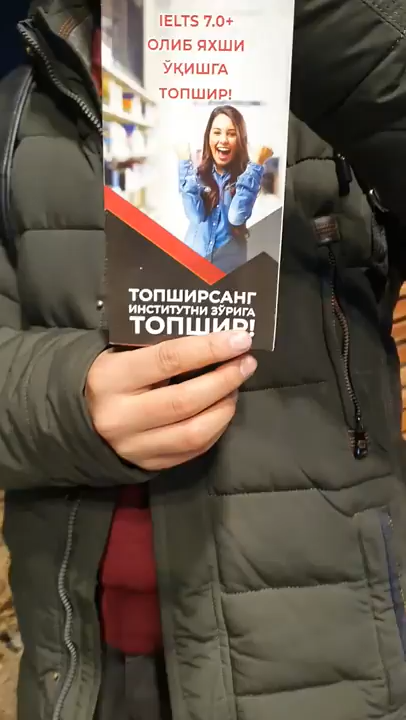 IELTS 7.0+
ОЛИБ ЯХШИ
ЎҚИШГА
ТОПШИР!
ТОПШИРСАНГ
ИНСТИТУТНИ ЗЎРИГА
ТОПШИР!